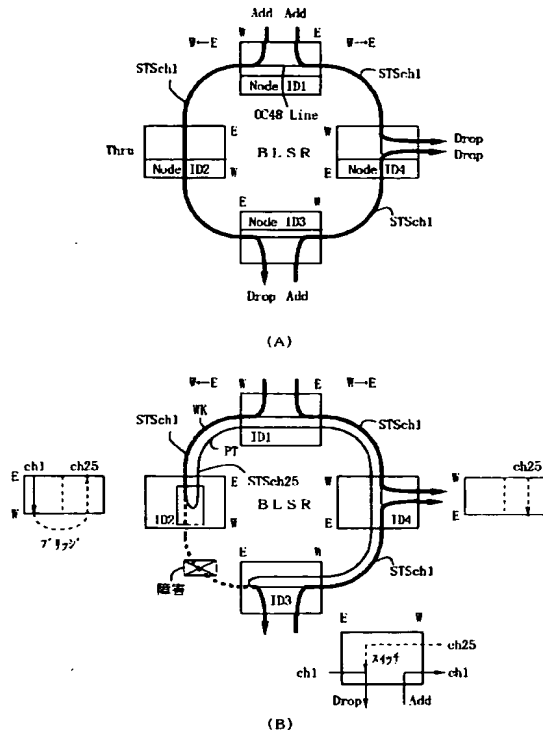 Add Add
W←E
W
E
W→E
STSch1
STSch1
Node ID1
OC48 Line
Thru
E
W
Drop
Node ID2
W
BLSR
E
Drop
Node ID4
E
W
Node ID3
STSch1
Drop Add
(A)
W←E
W
E
W→E
STSch1
WK
STSch1
PT
ID1
ch1
ch25
STSch25
ch25
E
W
E
BLSR
W
E
W
E
ID2
W
ID4
ブリッジ
E
W
障害
ID3
STSch1
E
W
ch25
スイッチ
ch1
ch1
Drop
Add
(B)